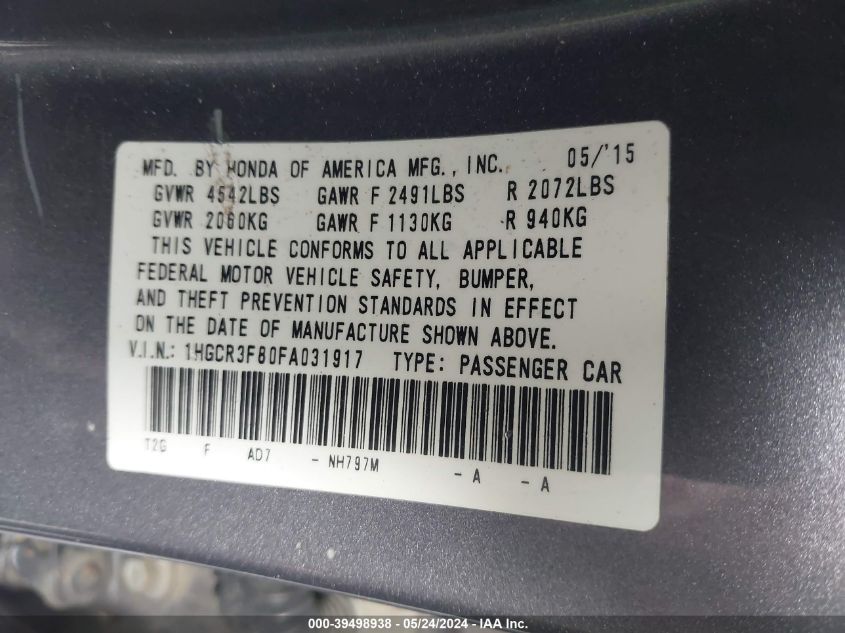 MFD. BY HONDA OF AMERICA MFG., INC. 05/'15
GVWR 4542LBS GAWR F 2491LBS R 2072LBS
GVWR 2060KG GAWR F 1130KG R 940KG
THIS VEHICLE CONFORMS TO ALL APPLICABLE
FEDERAL MOTOR VEHICLE SAFETY, BUMPER,
AND THEFT PREVENTION STANDARDS IN EFFECT
ON THE DATE OF MANUFACTURE SHOWN ABOVE.
V.I.N.: 1HGCR3F80FA031917 TYPE: PASSENGER CAR
T2G F AD7 - NH797M - A - A
000-39498938 - 05/24/2024 - IAAI.COM